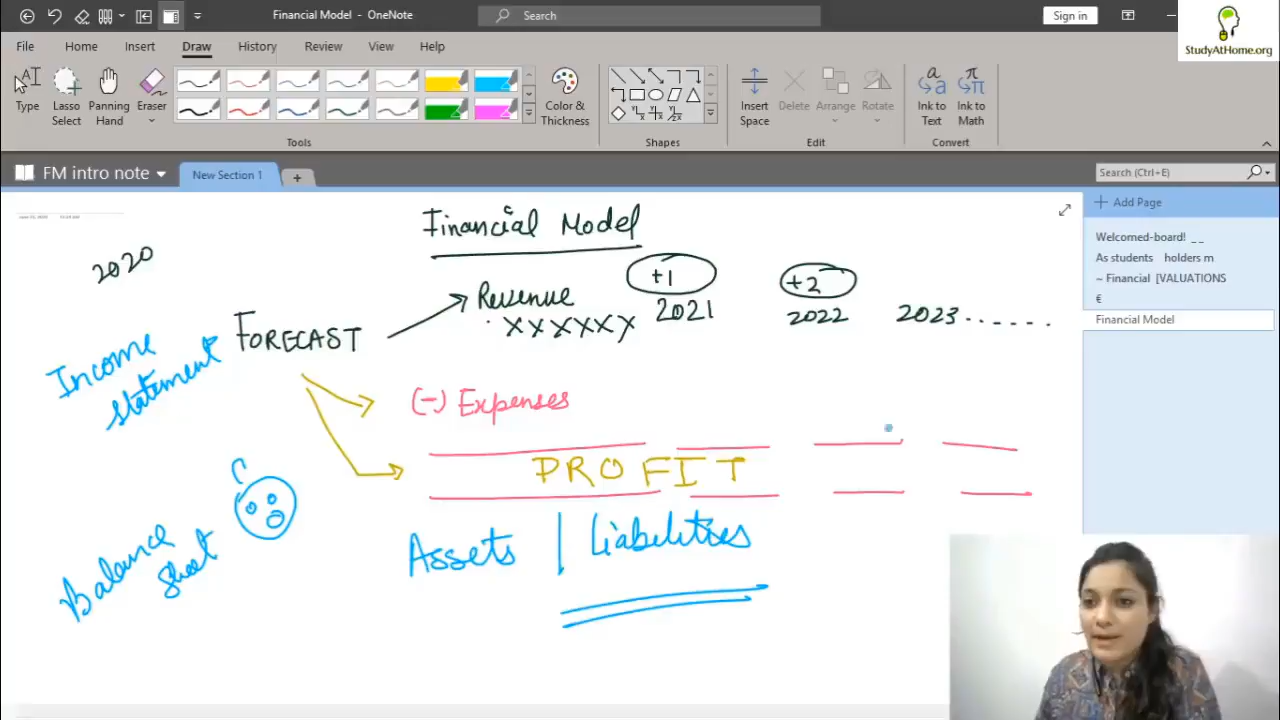 Financial Model - OneNote
Search
Sign in
StudyAtHome.org
File Home Insert Draw History Review View Help
Type
Lasso Select
Panning Hand
Eraser
Color & Thickness
Insert Space
Delete
Arrange
Rotate
Ink to Text
Ink to Math
Tools
Shapes
Edit
Convert
FM intro note
New Section 1
Search (Ctrl+E)
Add Page
Welcomed-board! _ _
As students holders m
~ Financial [VALUATIONS
€
Financial Model
Financial Model
2020
+1
+2
Revenue
2021
2022
2023......
XXXXXX
FORECAST
Income
statement
(-) Expenses
PROFIT
Assets | Liabilities
Balance
sheet